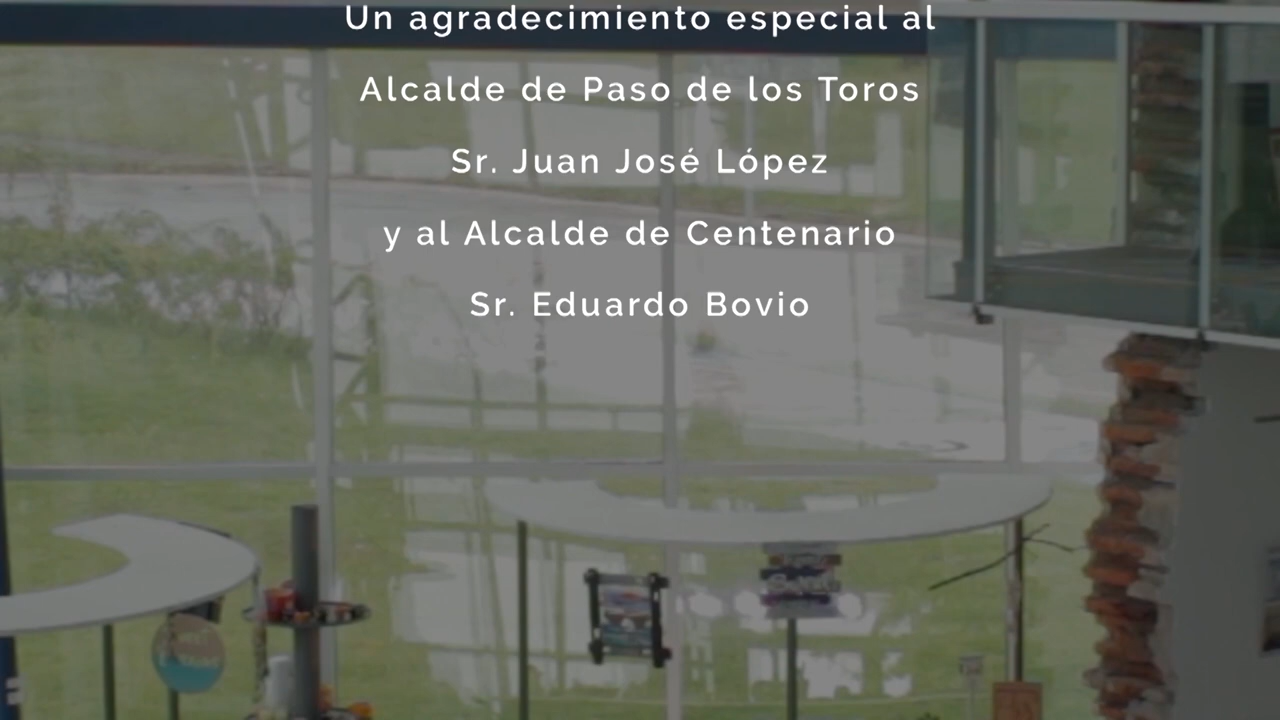 Un agradecimiento especial al
Alcalde de Paso de los Toros
Sr. Juan José López
y al Alcalde de Centenario
Sr. Eduardo Bovio